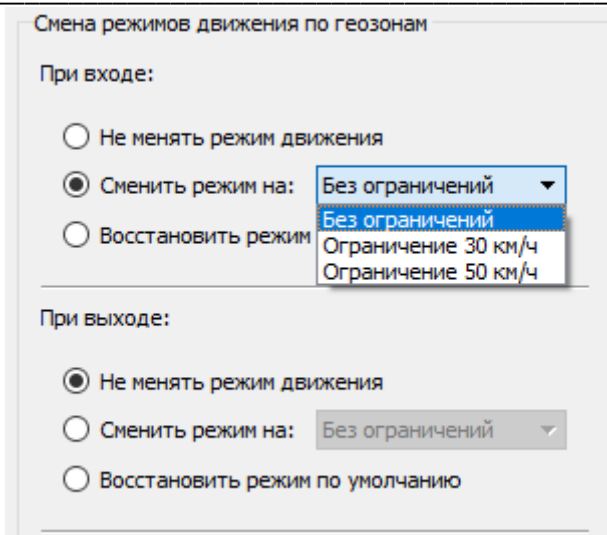 Смена режимов движения по геозонам
При входе:
Не менять режим движения
Сменить режим на: Без ограничений
Без ограничений
Восстановить режим Ограничение 30 км/ч
Ограничение 50 км/ч
При выходе:
Не менять режим движения
Сменить режим на: Без ограничений
Восстановить режим по умолчанию